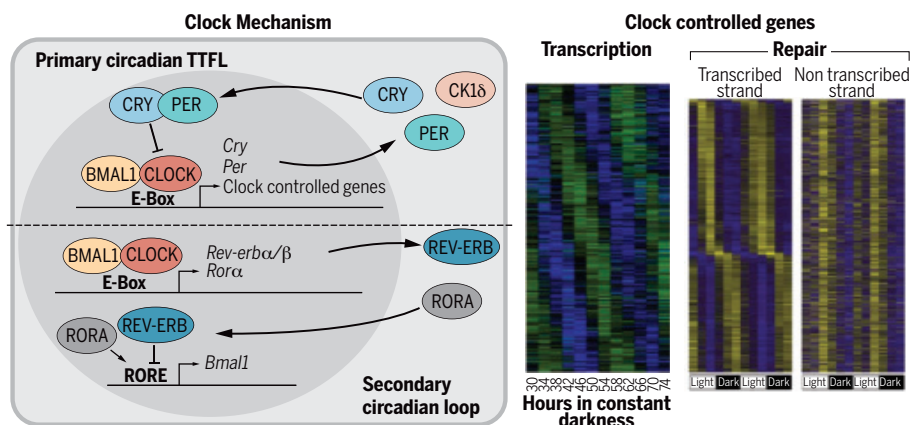 Clock Mechanism
Primary circadian TTFL
CRY
PER
CRY
CK1δ
PER
BMAL1
CLOCK
E-Box
Cry
Per
Clock controlled genes
BMAL1
CLOCK
E-Box
Rev-erbα/β
Rorα
REV-ERB
RORA
RORA
REV-ERB
RORE
Bmal1
Secondary
circadian loop
Clock controlled genes
Transcription
30 34 38 42 46 50 54 58 62 66 70 74
Hours in constant
darkness
Repair
Transcribed
strand
Non transcribed
strand
Light Dark Light Dark
Light Dark Light Dark